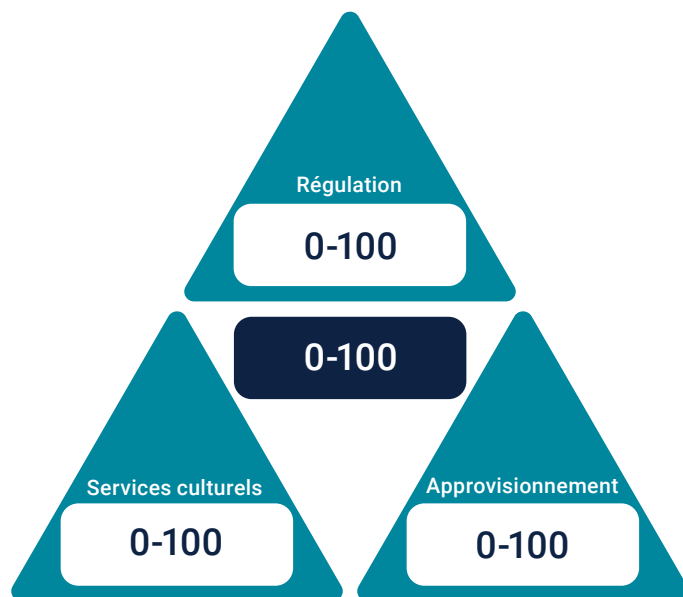 Régulation
0-100
0-100
Services culturels
0-100
Approvisionnement
0-100